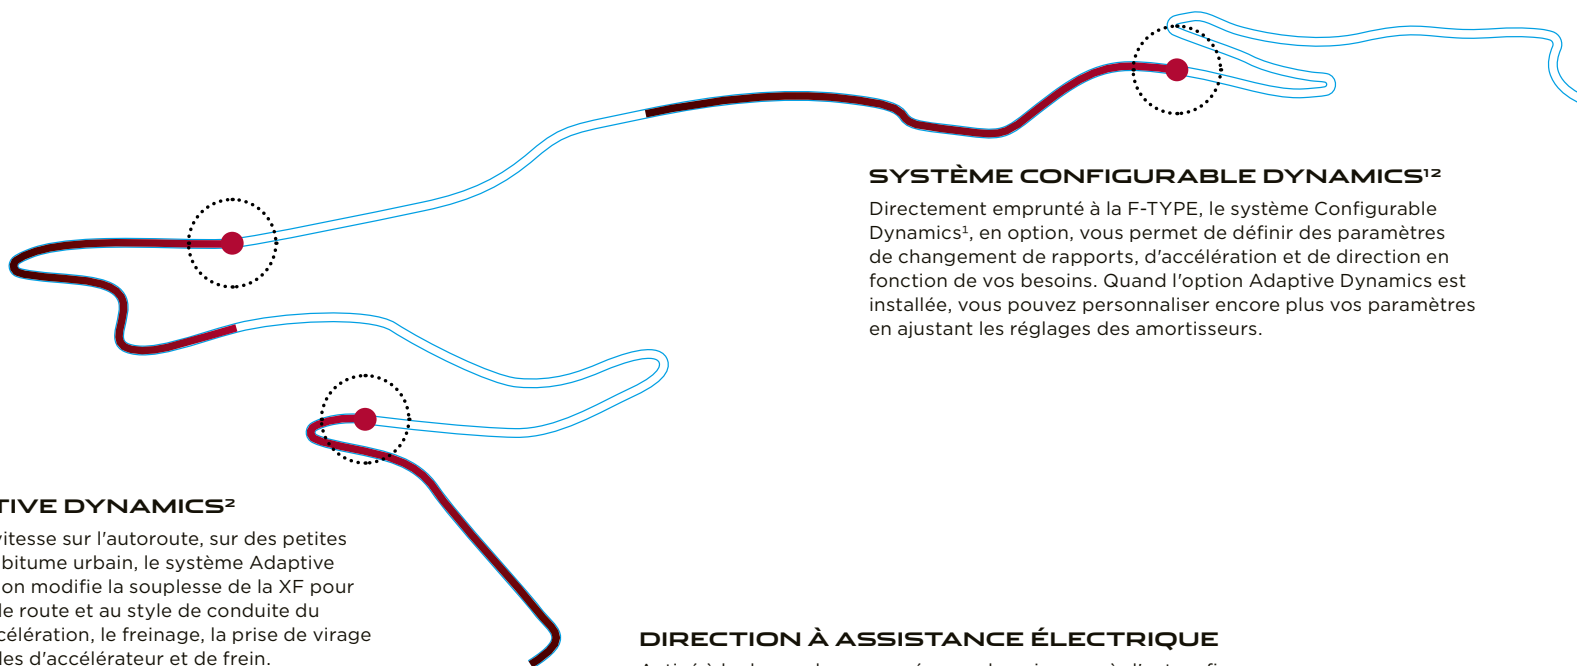 SYSTÈME CONFIGURABLE DYNAMICS¹²
Directement emprunté à la F-TYPE, le système Configurable
Dynamics¹, en option, vous permet de définir des paramètres
de changement de rapports, d'accélération et de direction en
fonction de vos besoins. Quand l'option Adaptive Dynamics est
installée, vous pouvez personnaliser encore plus vos paramètres
en ajustant les réglages des amortisseurs.
TIVE DYNAMICS²
vitesse sur l'autoroute, sur des petites
bitume urbain, le système Adaptive
on modifie la souplesse de la XF pour
le route et au style de conduite du
célération, le freinage, la prise de virage
les d'accélérateur et de frein.
DIRECTION À ASSISTANCE ÉLECTRIQUE